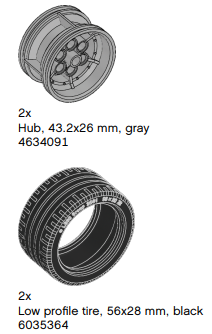 2x
Hub, 43.2x26 mm, gray
4634091
2x
Low profile tire, 56x28 mm, black
6035364